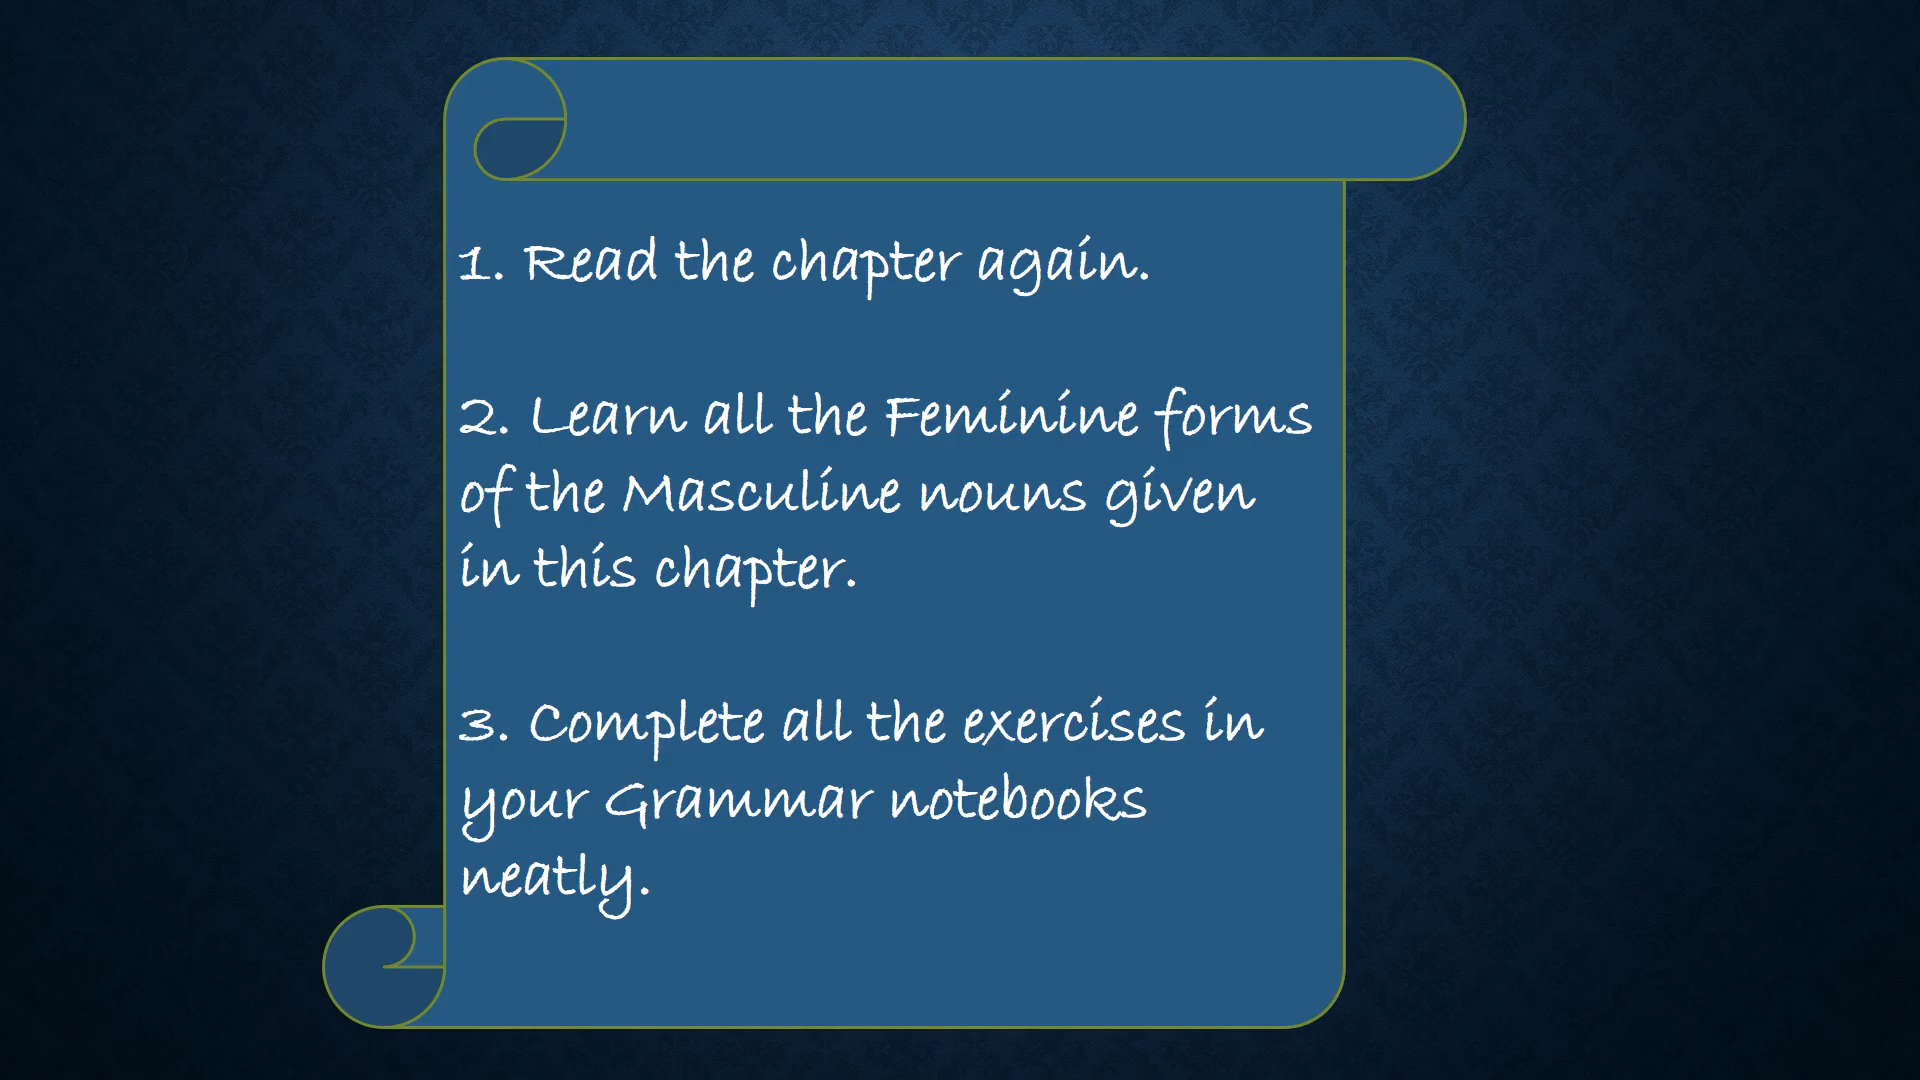 1. Read the chapter again.
2. Learn all the Feminine forms
of the Masculine nouns given
in this chapter.
3. Complete all the exercises in
your Grammar notebooks
neatly.